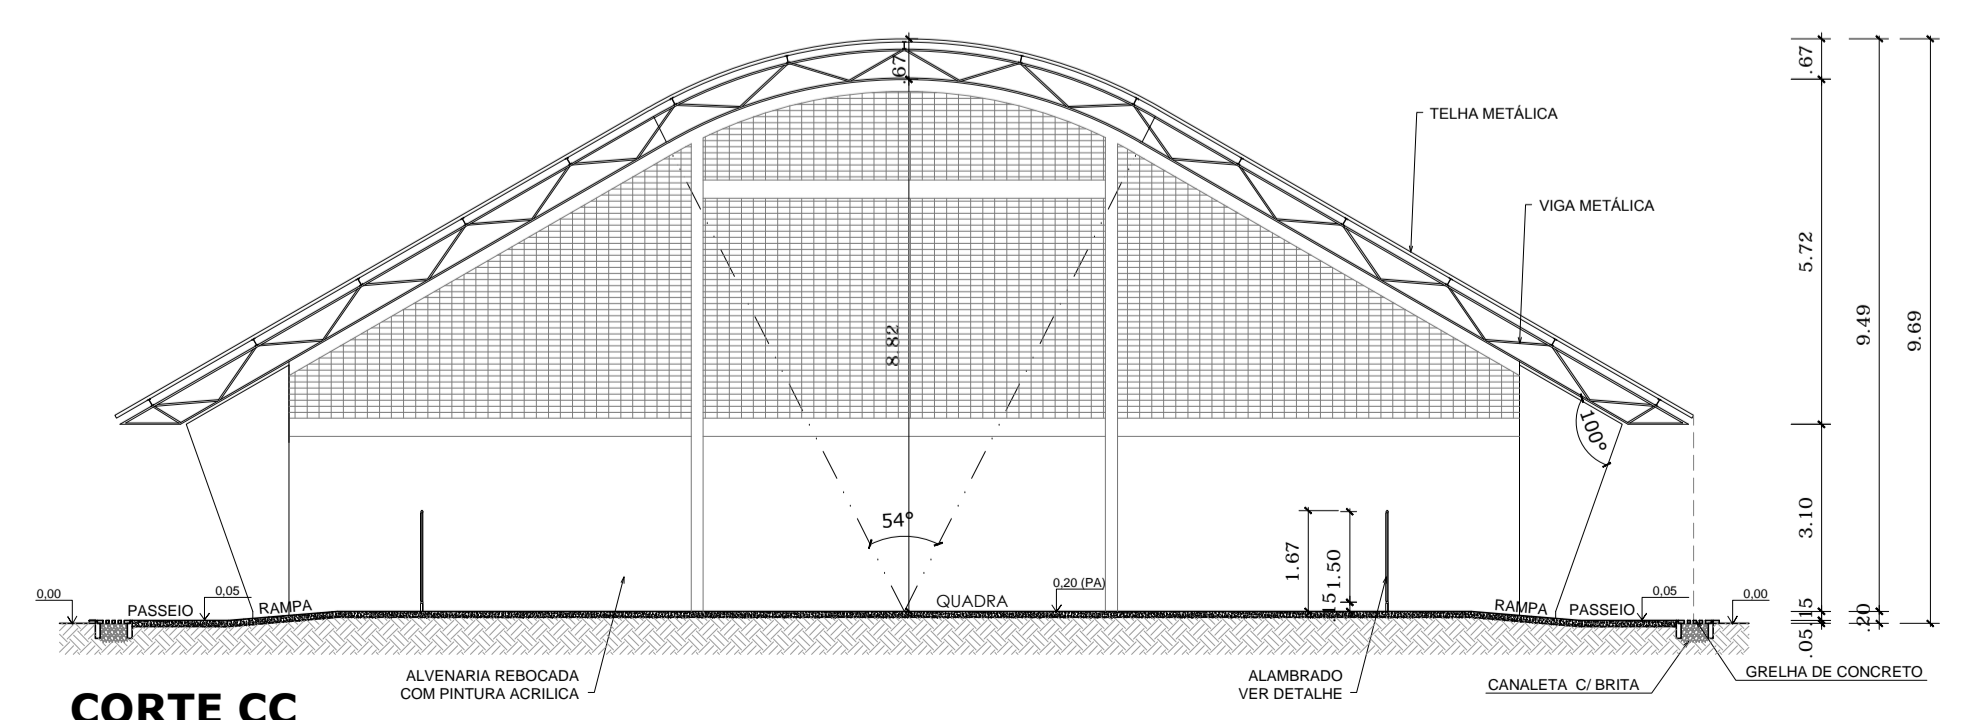 .67
.67
TELHA METÁLICA
VIGA METÁLICA
5.72
9.49
9.69
8.82
100°
3.10
54°
1.67
1.50
.15
0,20 (PA)
QUADRA
0,00
PASSEIO
0,05
RAMPA
RAMPA
PASSEIO
0,05
0,00
.15
.20
.05
ALVENARIA REBOCADA
COM PINTURA ACRILICA
ALAMBRADO
VER DETALHE
CANALETA C/ BRITA
GRELHA DE CONCRETO
CORTE CC